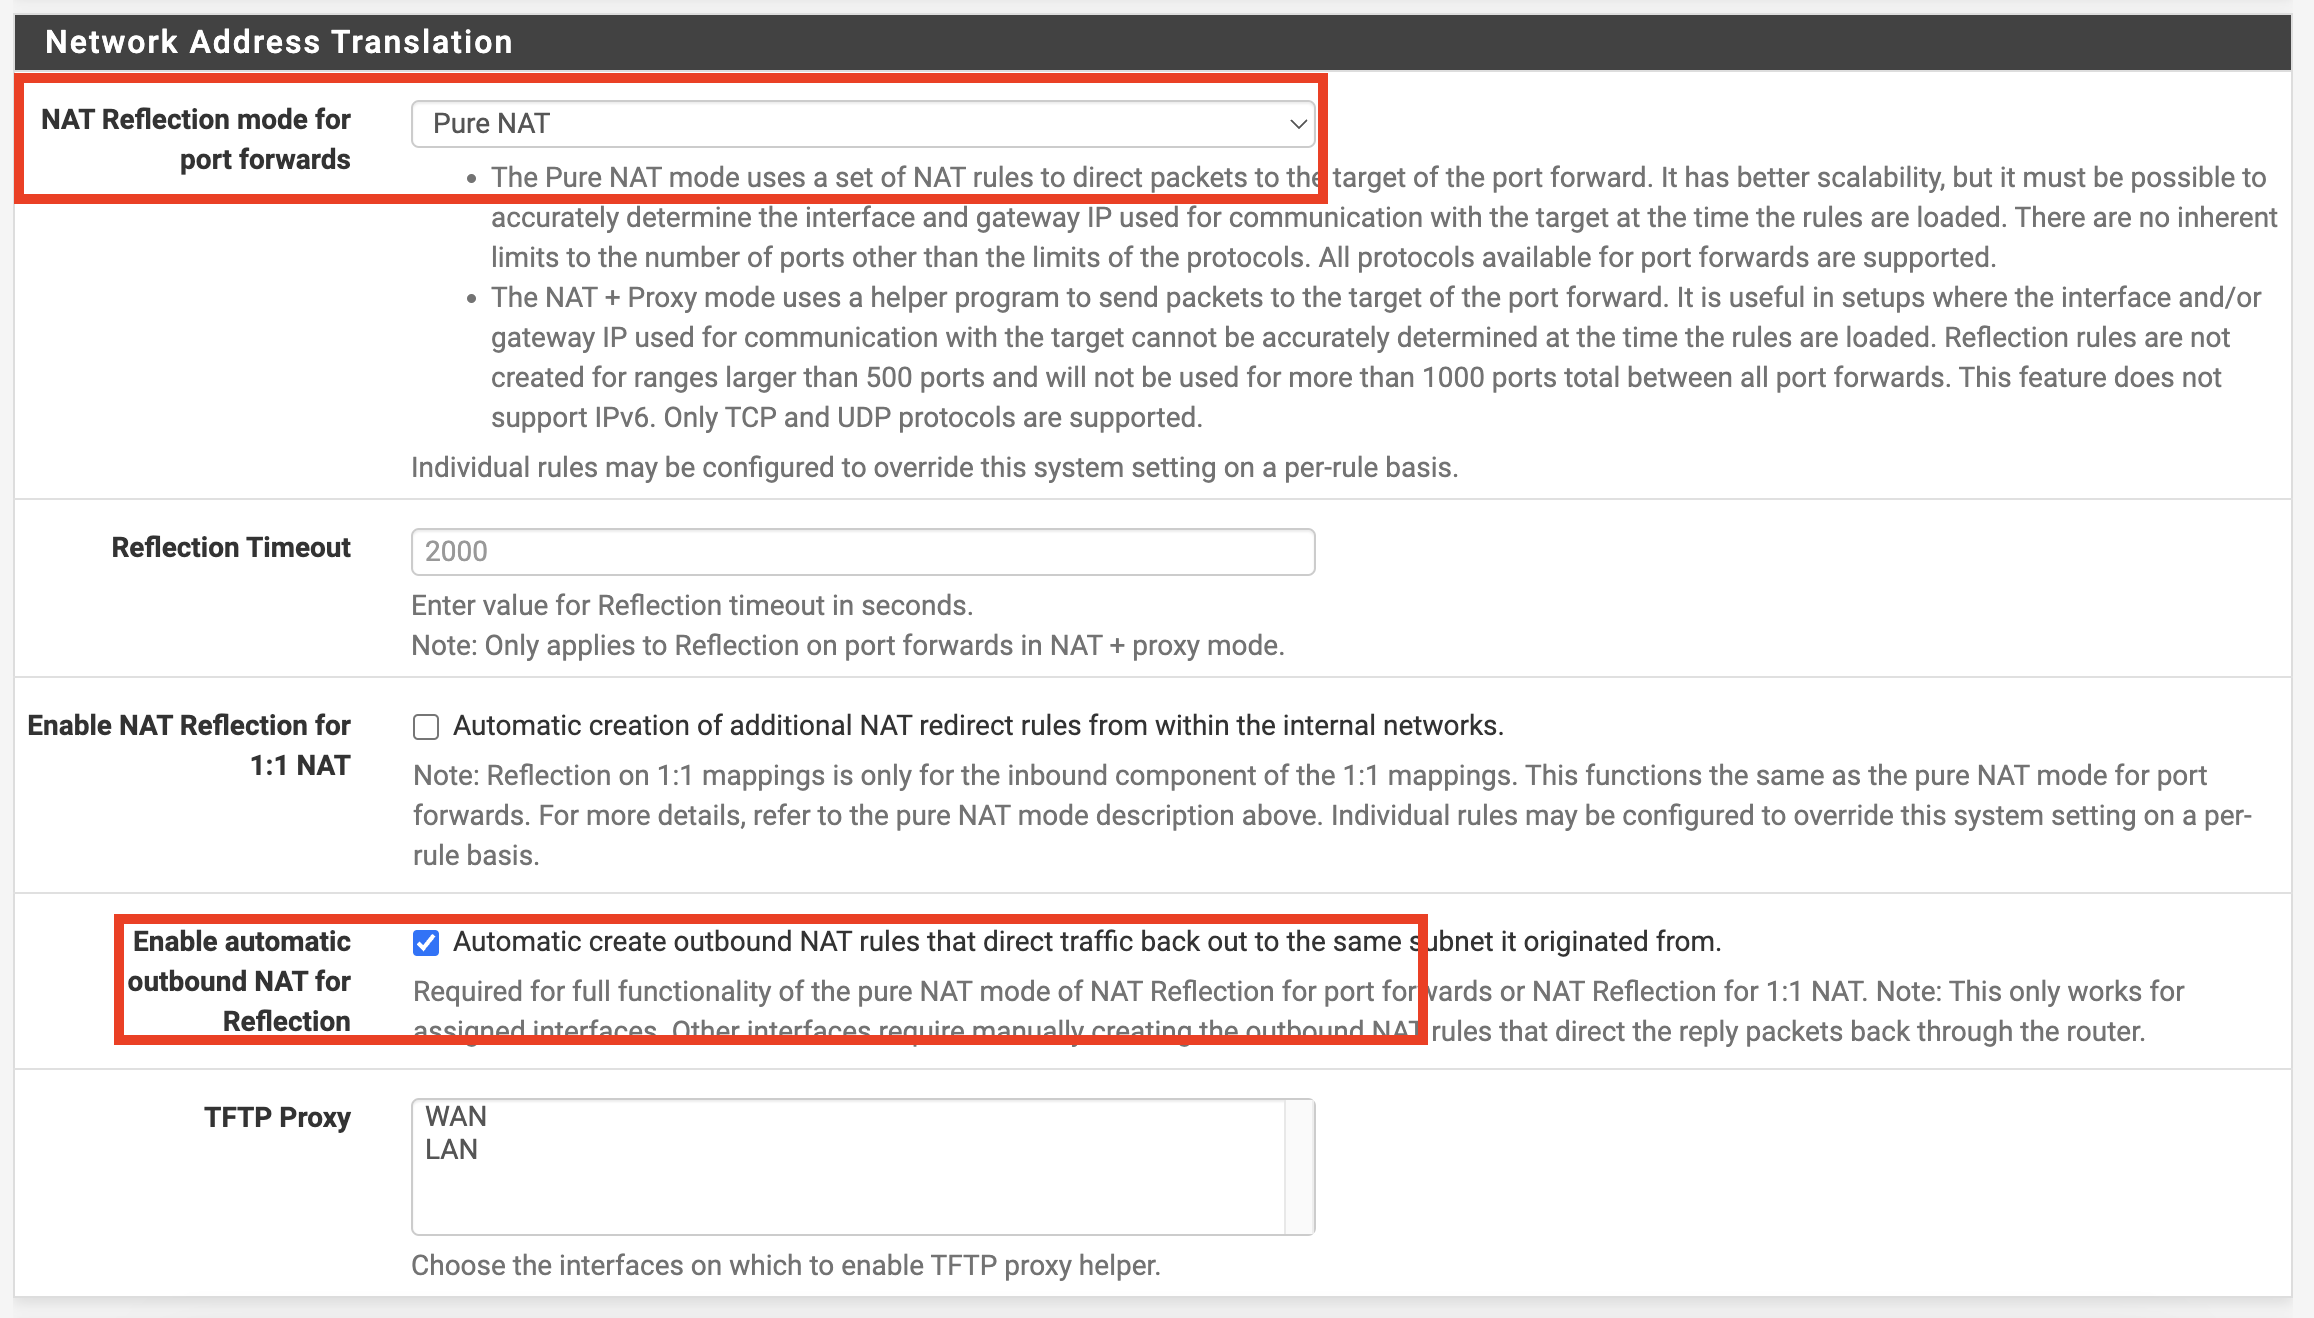 Network Address Translation
NAT Reflection mode for
port forwards
Pure NAT
• The Pure NAT mode uses a set of NAT rules to direct packets to the target of the port forward. It has better scalability, but it must be possible to
accurately determine the interface and gateway IP used for communication with the target at the time the rules are loaded. There are no inherent
limits to the number of ports other than the limits of the protocols. All protocols available for port forwards are supported.
• The NAT + Proxy mode uses a helper program to send packets to the target of the port forward. It is useful in setups where the interface and/or
gateway IP used for communication with the target cannot be accurately determined at the time the rules are loaded. Reflection rules are not
created for ranges larger than 500 ports and will not be used for more than 1000 ports total between all port forwards. This feature does not
support IPv6. Only TCP and UDP protocols are supported.
Individual rules may be configured to override this system setting on a per-rule basis.
Reflection Timeout
2000
Enter value for Reflection timeout in seconds.
Note: Only applies to Reflection on port forwards in NAT + proxy mode.
Enable NAT Reflection for
1:1 NAT
Automatic creation of additional NAT redirect rules from within the internal networks.
Note: Reflection on 1:1 mappings is only for the inbound component of the 1:1 mappings. This functions the same as the pure NAT mode for port
forwards. For more details, refer to the pure NAT mode description above. Individual rules may be configured to override this system setting on a per-
rule basis.
Enable automatic
outbound NAT for
Reflection
Automatic create outbound NAT rules that direct traffic back out to the same subnet it originated from.
Required for full functionality of the pure NAT mode of NAT Reflection for port forwards or NAT Reflection for 1:1 NAT. Note: This only works for
assigned interfaces. Other interfaces require manually creating the outbound NAT rules that direct the reply packets back through the router.
TFTP Proxy
WAN
LAN
Choose the interfaces on which to enable TFTP proxy helper.